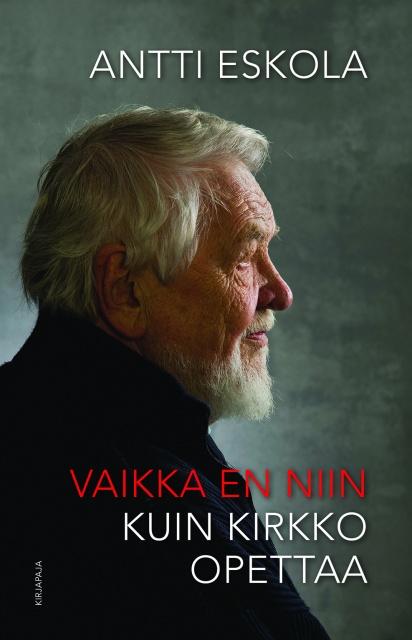 ANTTI ESKOLA
VAIKKA EN NIIN
KUIN KIRKKO
OPETTAA
KIRJAPAJA